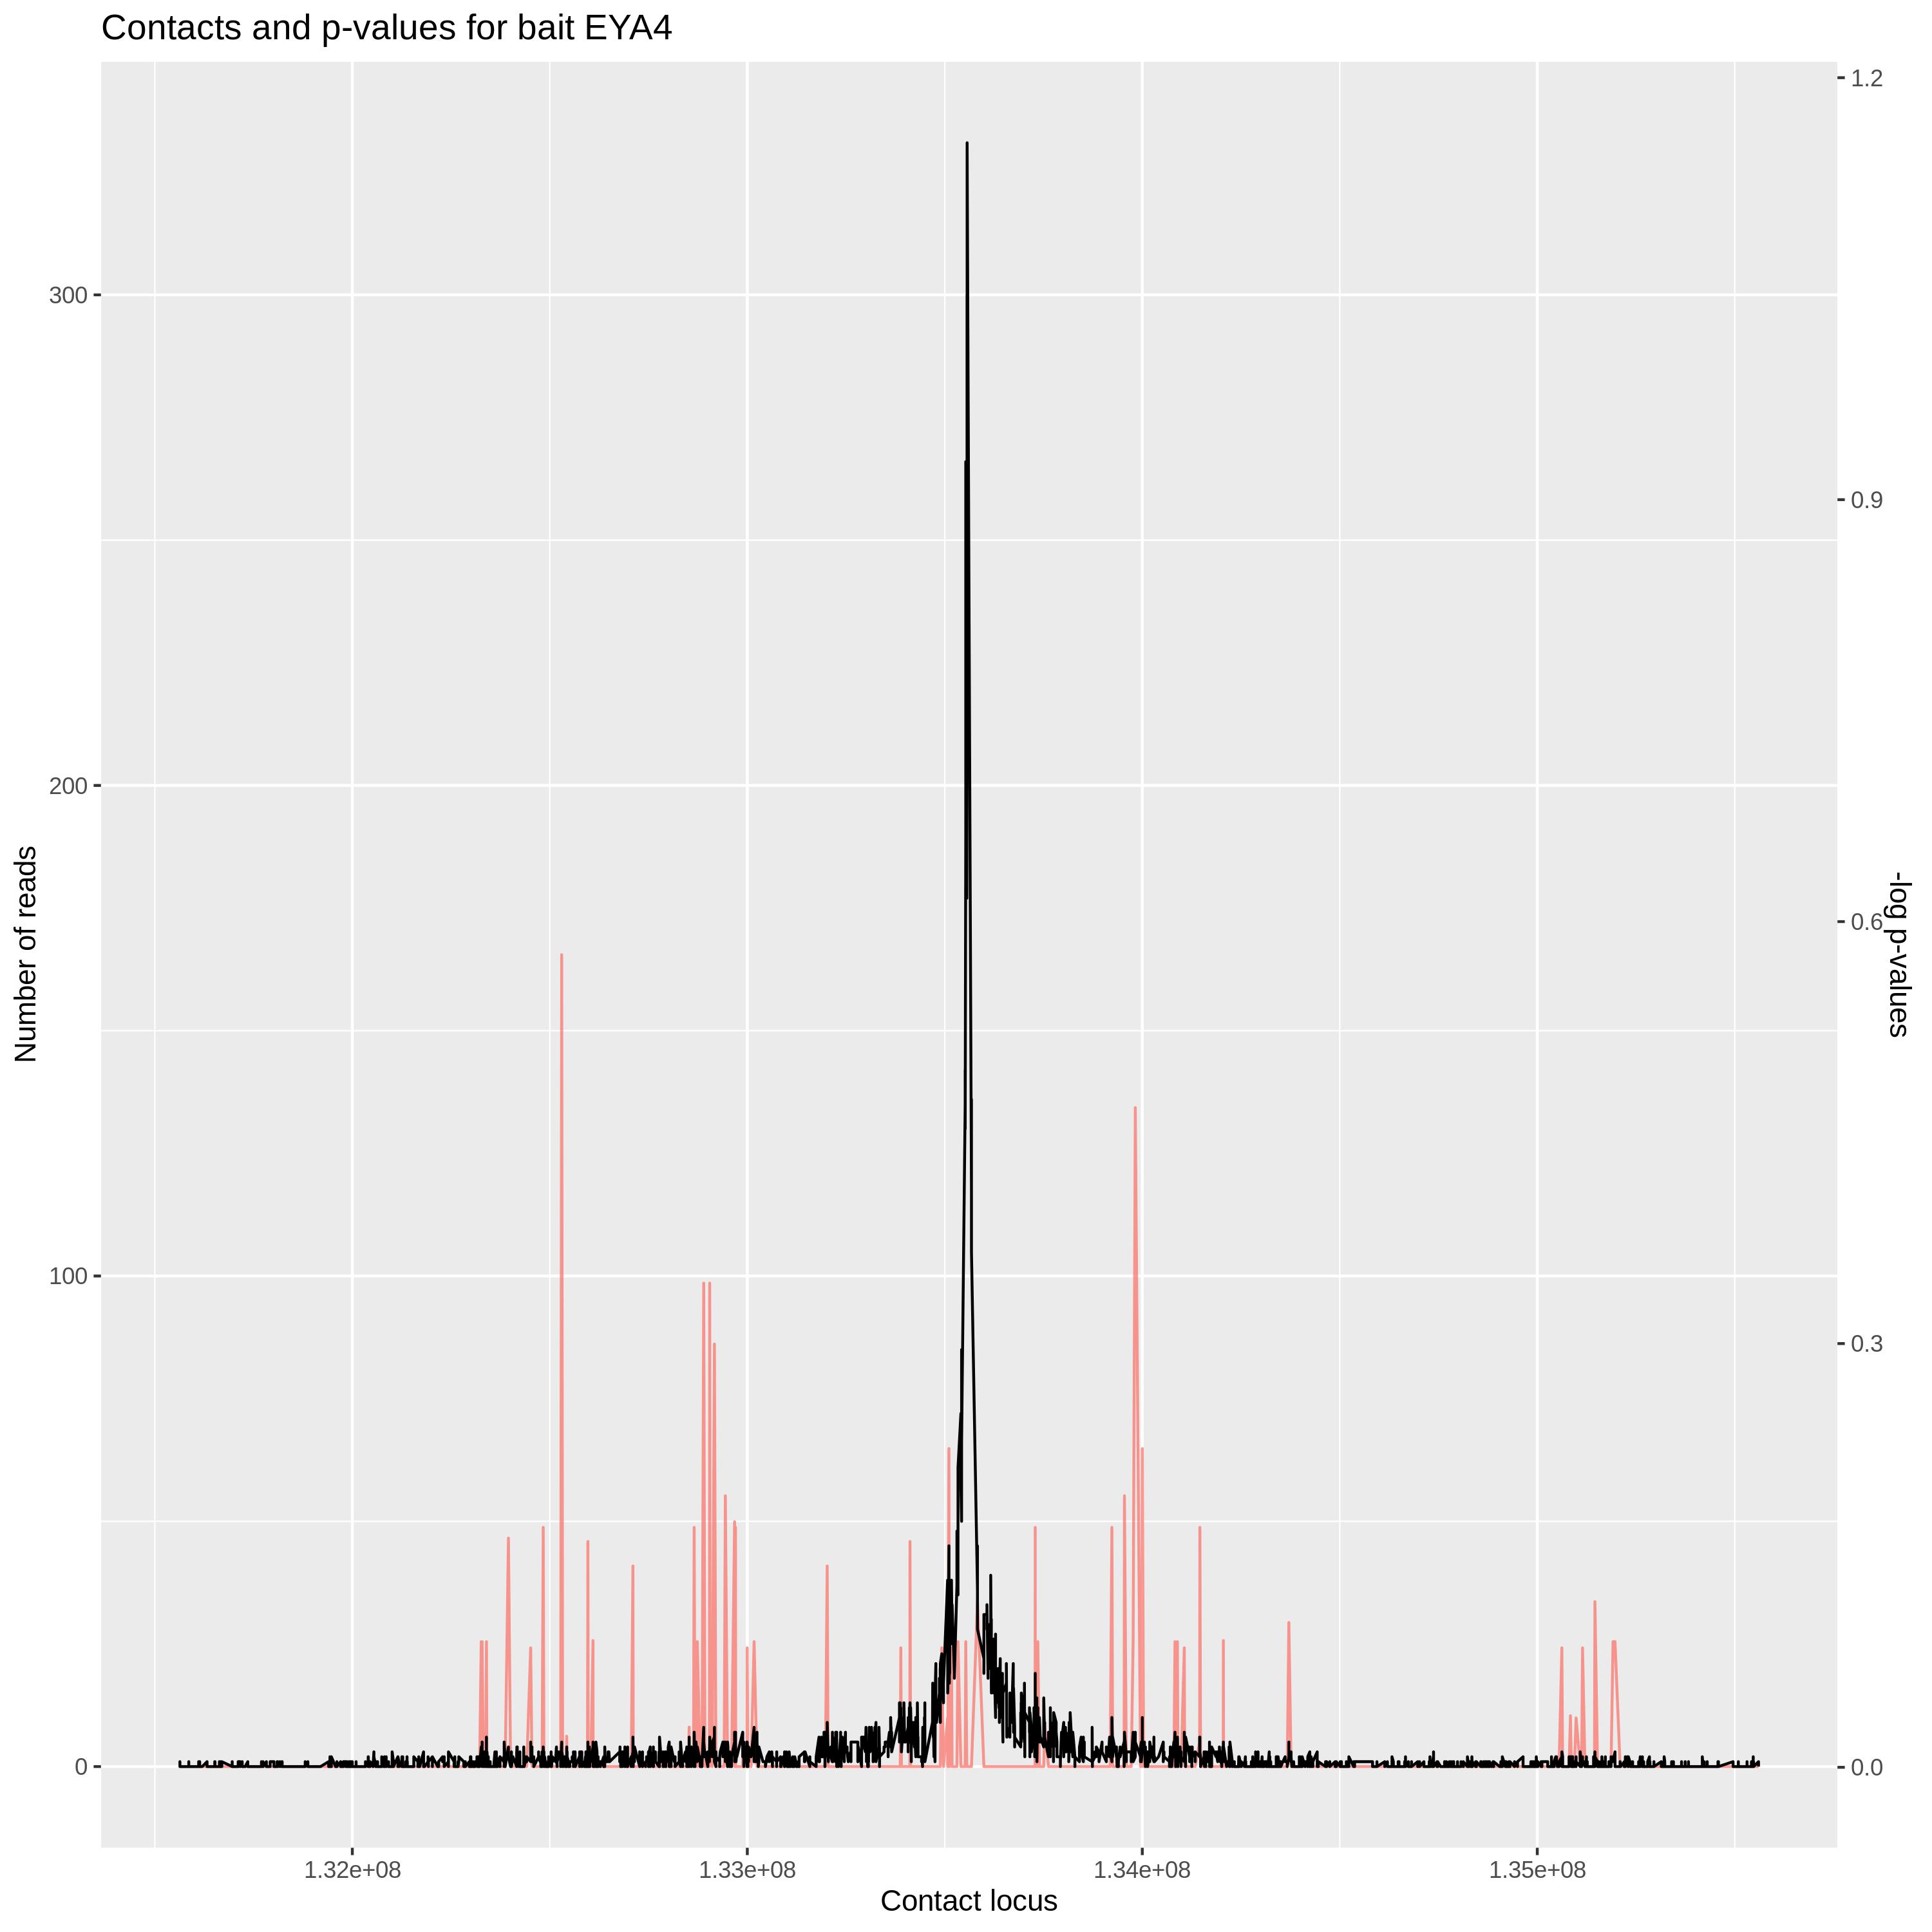 Contacts and p-values for bait EYA4
Number of reads
300
200
100
0
1.2
0.9
0.6
0.3
0.0
-log p-values
1.32e+08
1.33e+08
1.34e+08
1.35e+08
Contact locus